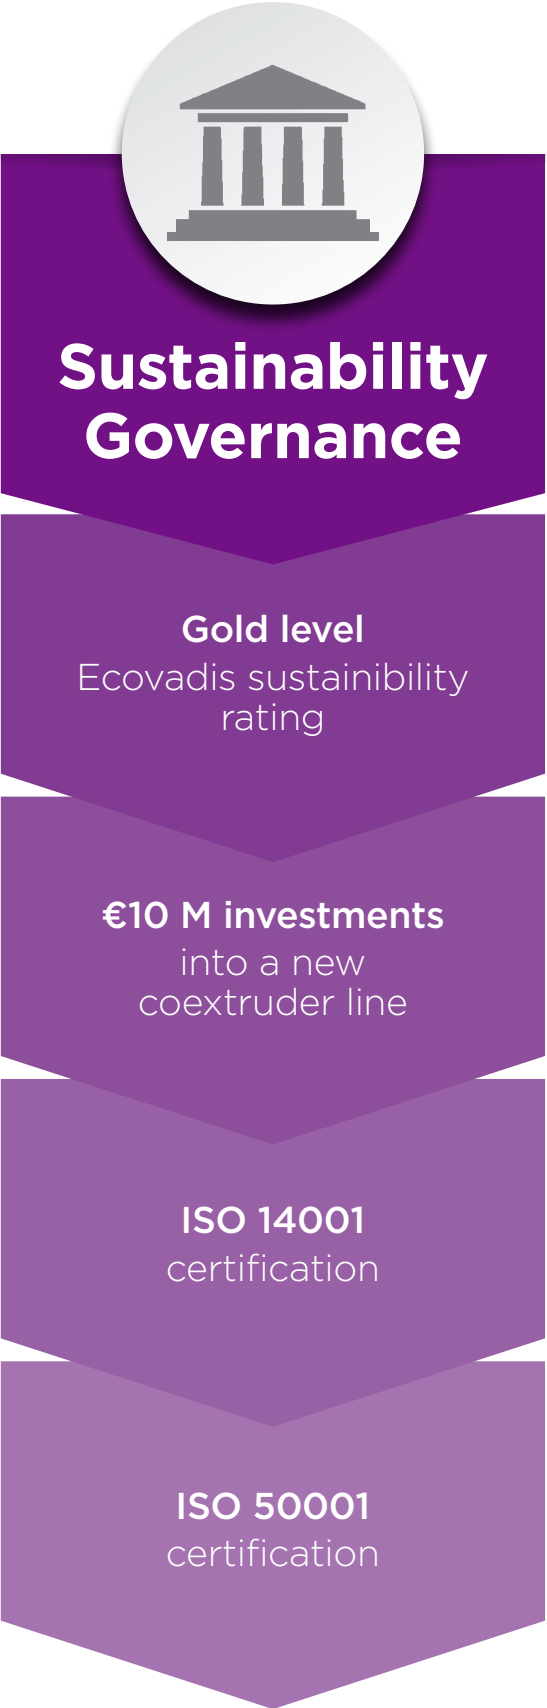 Sustainability
Governance
Gold level
Ecovadis sustainibility
rating
€10 M investments
into a new
coextruder line
ISO 14001
certification
ISO 50001
certification